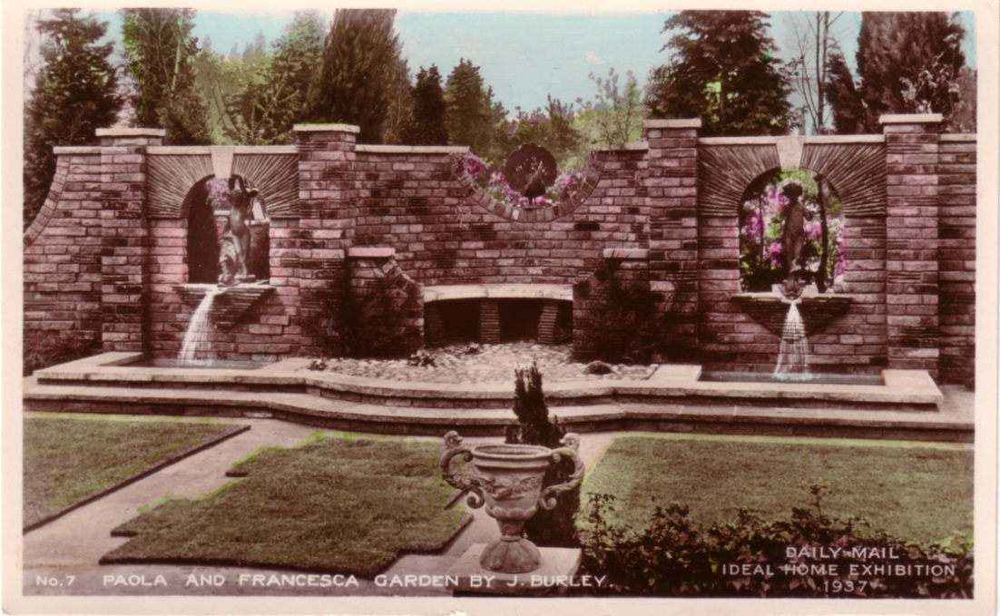 No. 7 PAOLA AND FRANCESCA GARDEN BY J. BURLEY.
DAILY MAIL
IDEAL HOME EXHIBITION
1937